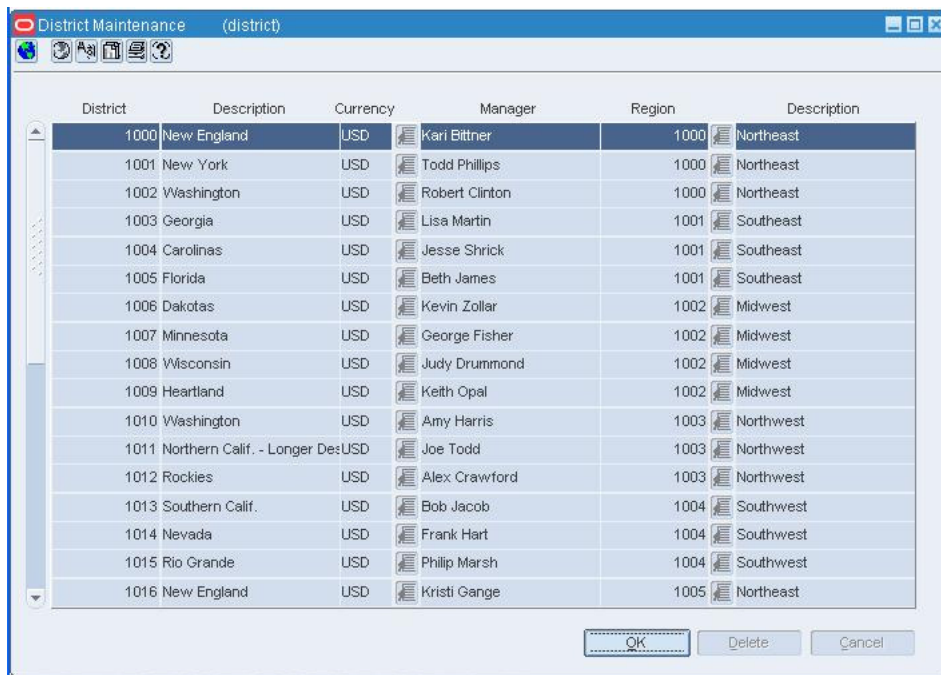 District Maintenance (district)
District Description Currency Manager Region Description
1000 New England USD Kari Bittner 1000 Northeast
1001 New York USD Todd Phillips 1000 Northeast
1002 Washington USD Robert Clinton 1000 Northeast
1003 Georgia USD Lisa Martin 1001 Southeast
1004 Carolinas USD Jesse Shrick 1001 Southeast
1005 Florida USD Beth James 1001 Southeast
1006 Dakotas USD Kevin Zollar 1002 Midwest
1007 Minnesota USD George Fisher 1002 Midwest
1008 Wisconsin USD Judy Drummond 1002 Midwest
1009 Heartland USD Keith Opal 1002 Midwest
1010 Washington USD Amy Harris 1003 Northwest
1011 Northern Calif. - Longer Des USD Joe Todd 1003 Northwest
1012 Rockies USD Alex Crawford 1003 Northwest
1013 Southern Calif. USD Bob Jacob 1004 Southwest
1014 Nevada USD Frank Hart 1004 Southwest
1015 Rio Grande USD Philip Marsh 1004 Southwest
1016 New England USD Kristi Gange 1005 Northeast
OK Delete Cancel